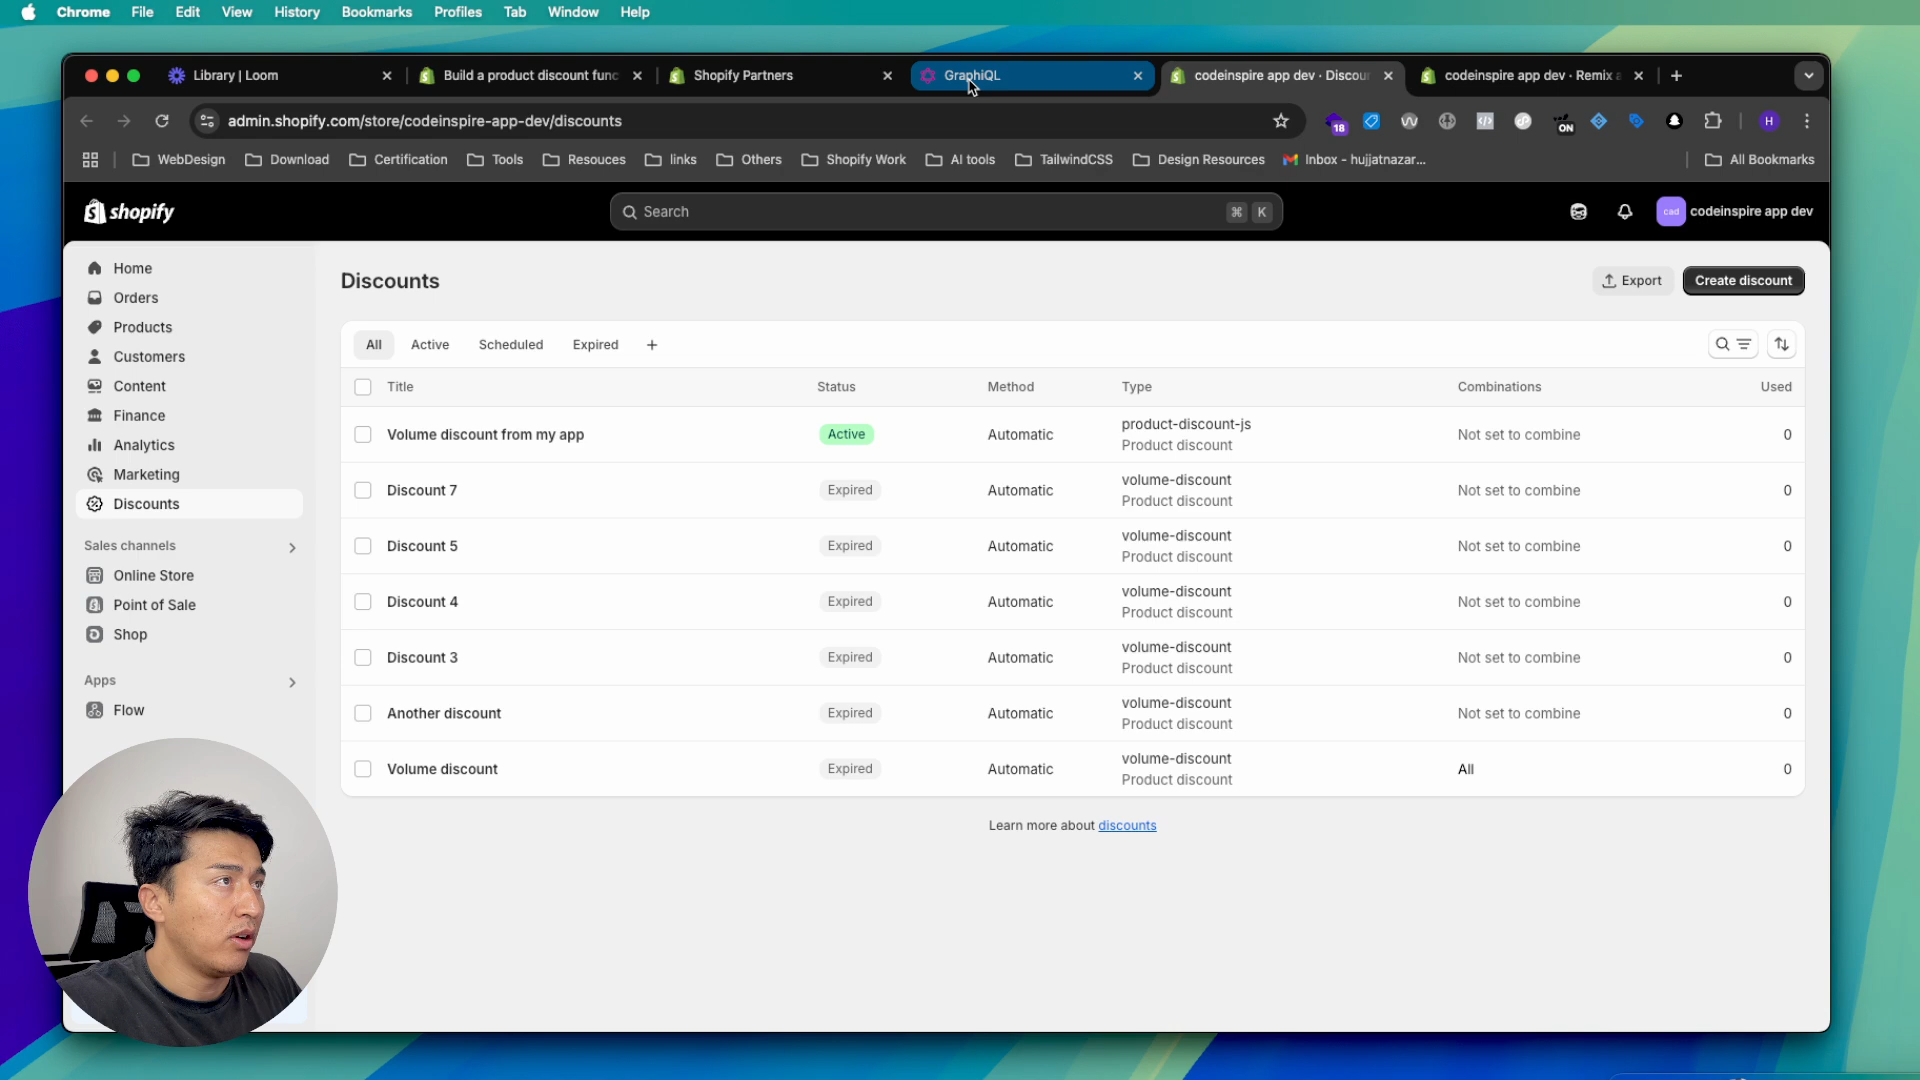 Chrome File Edit View History Bookmarks Profiles Tab Window Help
Library | Loom
Build a product discount func
Shopify Partners
GraphiQL
codeinspire app dev · Discour
codeinspire app dev · Remix a
admin.shopify.com/store/codeinspire-app-dev/discounts
18
ON
H
WebDesign Download Certification Tools Resouces links Others Shopify Work AI tools TailwindCSS Design Resources Inbox - hujjatnazar... All Bookmarks
shopify
Search
⌘ K
cad codeinspire app dev
Home
Orders
Products
Customers
Content
Finance
Analytics
Marketing
Discounts
Sales channels
Online Store
Point of Sale
Shop
Apps
Flow
Discounts
Export
Create discount
All Active Scheduled Expired +
Title Status Method Type Combinations Used
Volume discount from my app Active Automatic product-discount-js Not set to combine 0
Product discount
Discount 7 Expired Automatic volume-discount Not set to combine 0
Product discount
Discount 5 Expired Automatic volume-discount Not set to combine 0
Product discount
Discount 4 Expired Automatic volume-discount Not set to combine 0
Product discount
Discount 3 Expired Automatic volume-discount Not set to combine 0
Product discount
Another discount Expired Automatic volume-discount Not set to combine 0
Product discount
Volume discount Expired Automatic volume-discount All 0
Product discount
Learn more about discounts